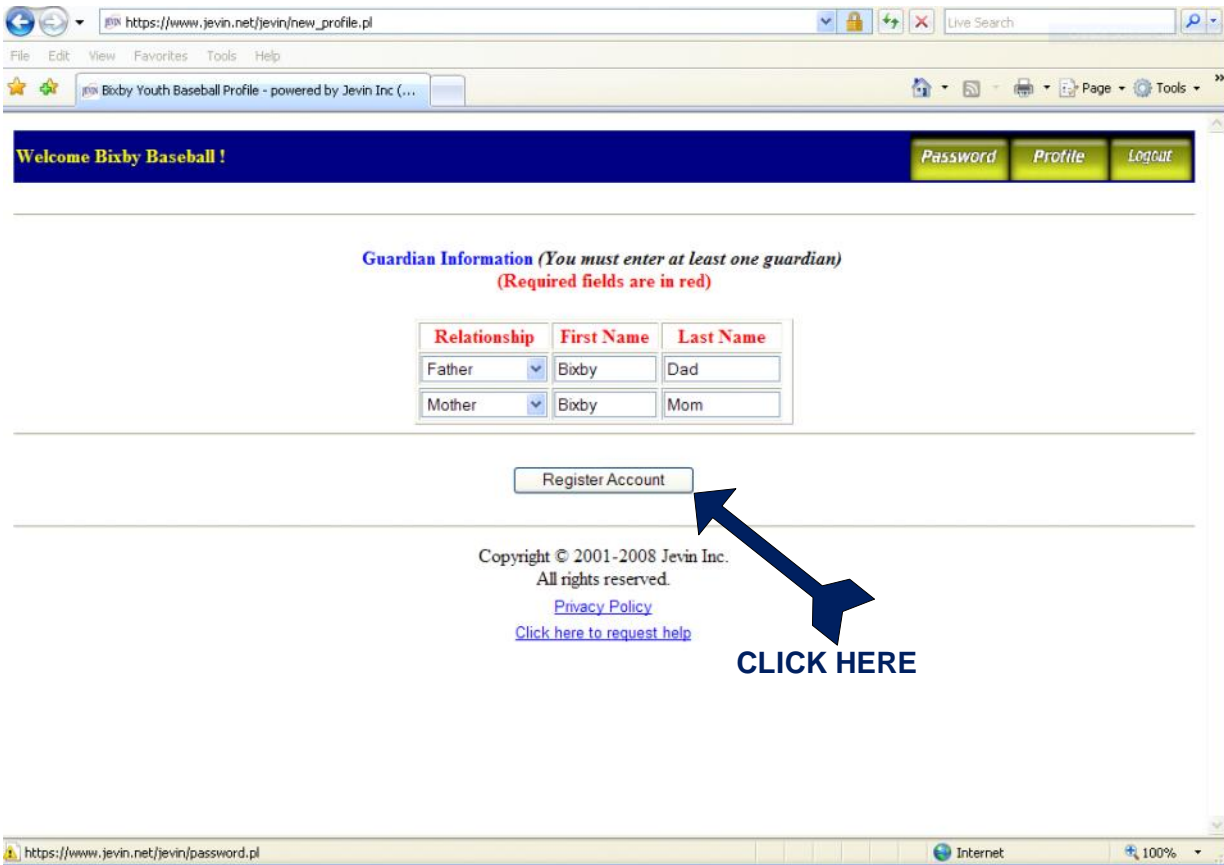 https://www.jevin.net/jevin/new_profile.pl
Live Search
File Edit View Favorites Tools Help
Bixby Youth Baseball Profile - powered by Jevin Inc (...
Page Tools
Welcome Bixby Baseball !
Password Profile Logout
Guardian Information (You must enter at least one guardian)
(Required fields are in red)
Relationship First Name Last Name
Father Bixby Dad
Mother Bixby Mom
Register Account
Copyright © 2001-2008 Jevin Inc.
All rights reserved.
Privacy Policy
Click here to request help
CLICK HERE
https://www.jevin.net/jevin/password.pl
Internet
100%